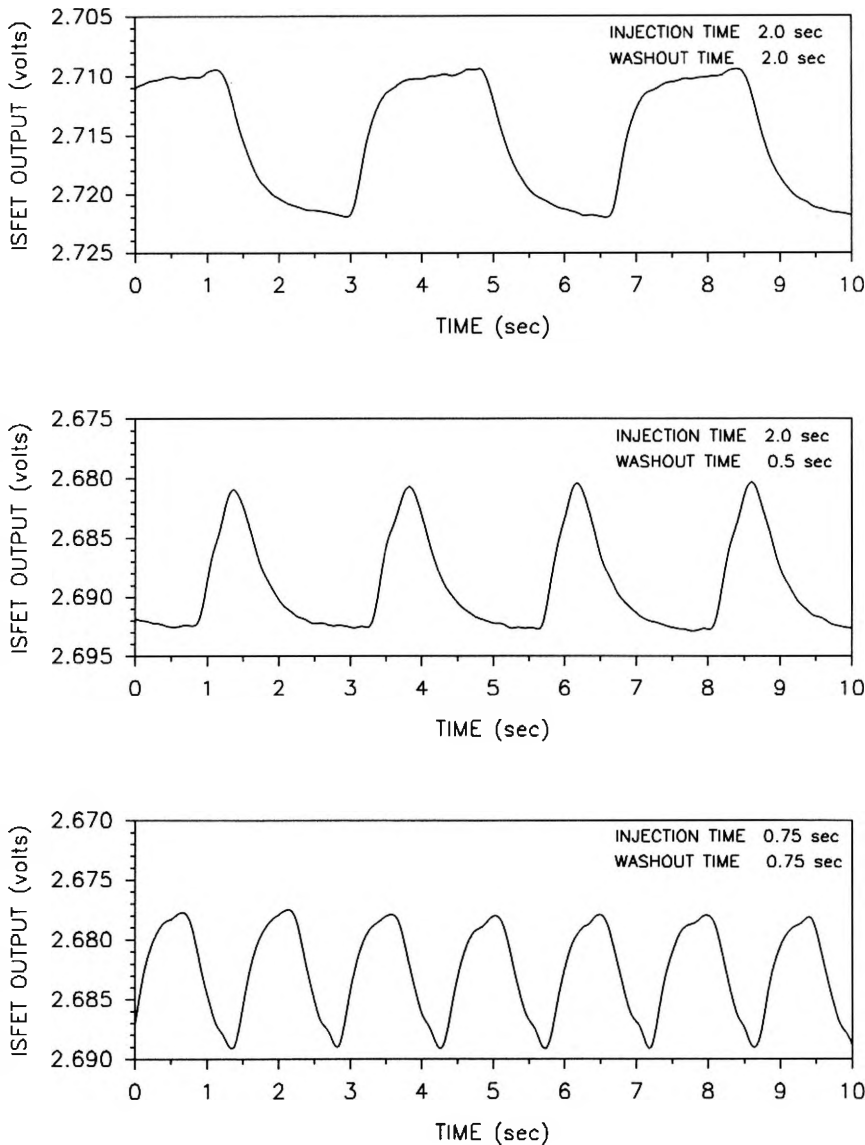 2.705
INJECTION TIME 2.0 sec
WASHOUT TIME 2.0 sec
2.710
2.715
2.720
2.725
ISFET OUTPUT (volts)
0 1 2 3 4 5 6 7 8 9 10
TIME (sec)
2.675
INJECTION TIME 2.0 sec
WASHOUT TIME 0.5 sec
2.680
2.685
2.690
2.695
ISFET OUTPUT (volts)
0 1 2 3 4 5 6 7 8 9 10
TIME (sec)
2.670
INJECTION TIME 0.75 sec
WASHOUT TIME 0.75 sec
2.675
2.680
2.685
2.690
ISFET OUTPUT (volts)
0 1 2 3 4 5 6 7 8 9 10
TIME (sec)